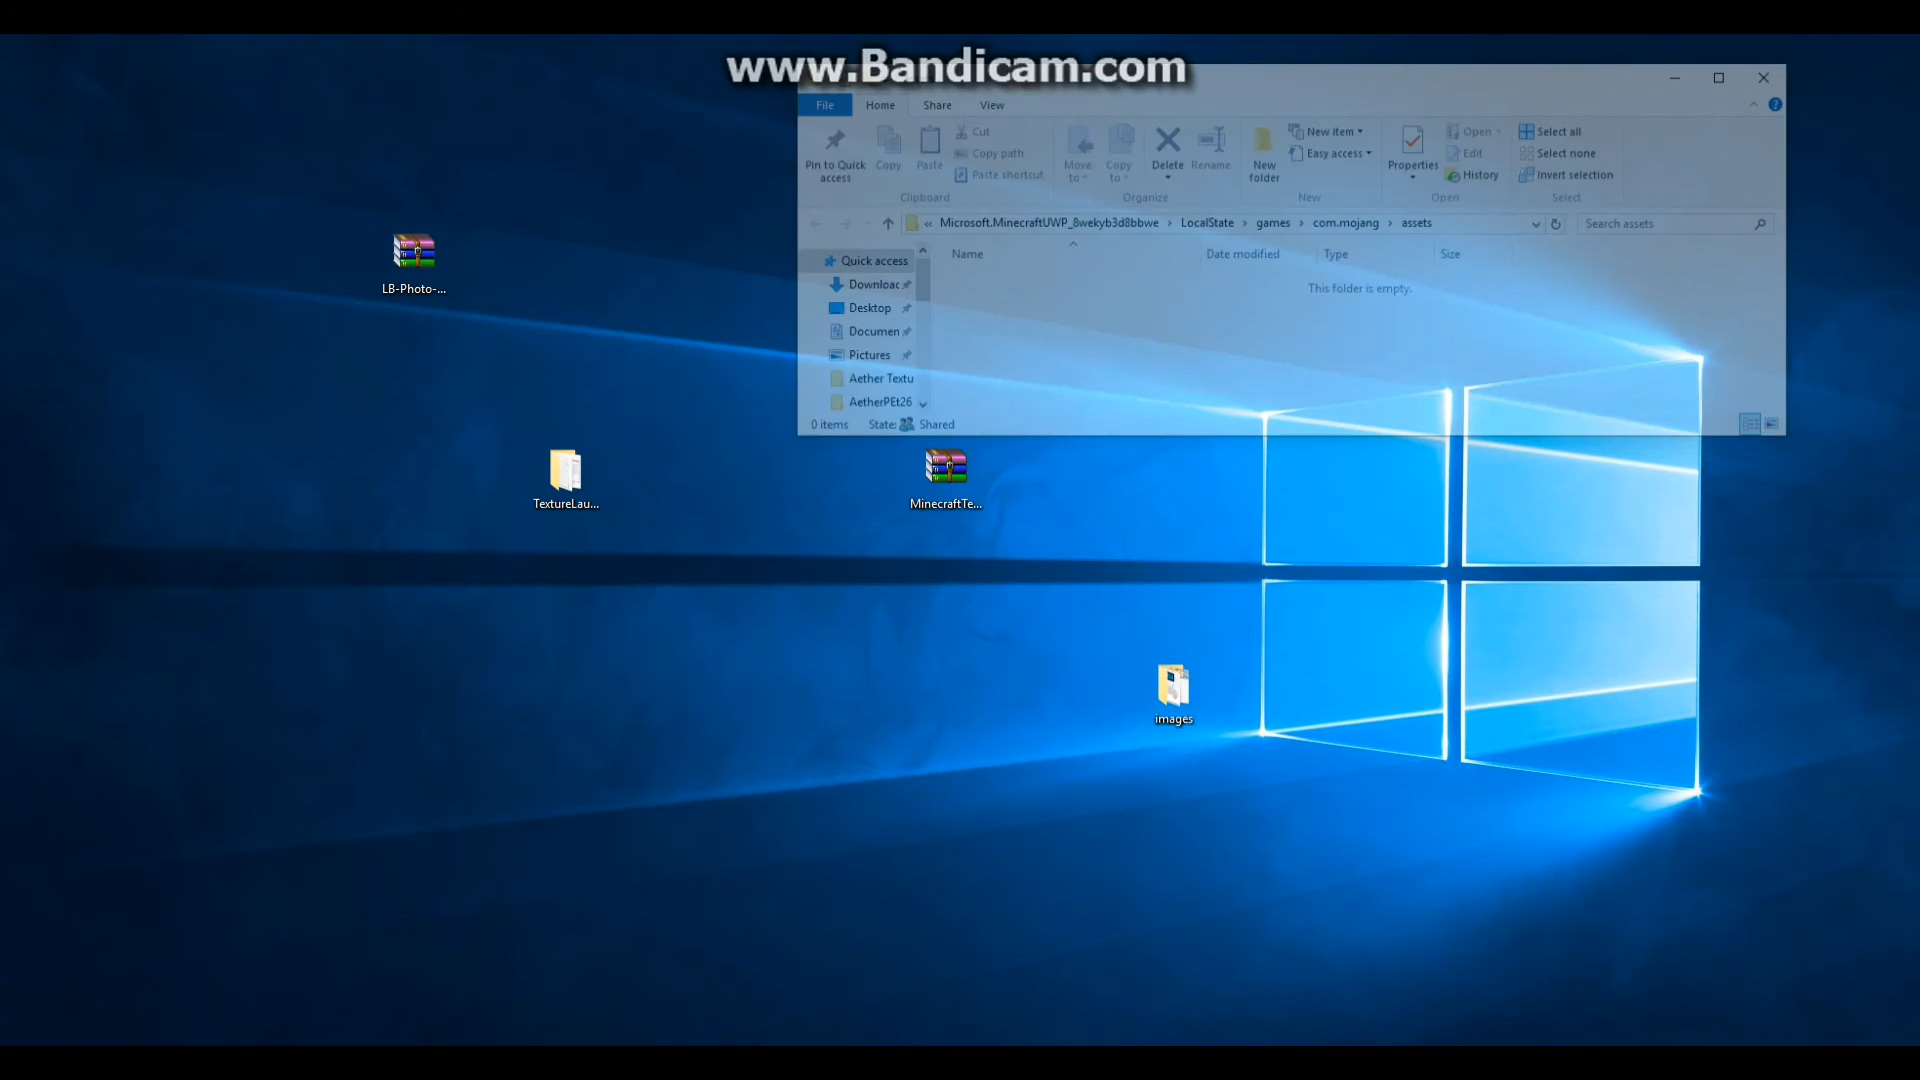 www.Bandicam.com
File Home Share View
Pin to Quick access
Copy
Paste
Cut
Copy path
Paste shortcut
Clipboard
Move to
Copy to
Delete
Rename
Organize
New folder
New item
Easy access
New
Properties
Open
Edit
History
Open
Select all
Select none
Invert selection
Select
« Microsoft.MinecraftUWP_8wekyb3d8bbwe › LocalState › games › com.mojang › assets
Search assets
Name Date modified Type Size
This folder is empty.
Quick access
Downloac
Desktop
Documen
Pictures
Aether Textu
AetherPEt26
0 items State: Shared
LB-Photo-...
TextureLau...
MinecraftTe...
images